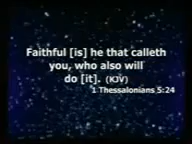 Faithful [is] he that calleth
you, who also will
do [it]. (KJV)
1 Thessalonians 5:24